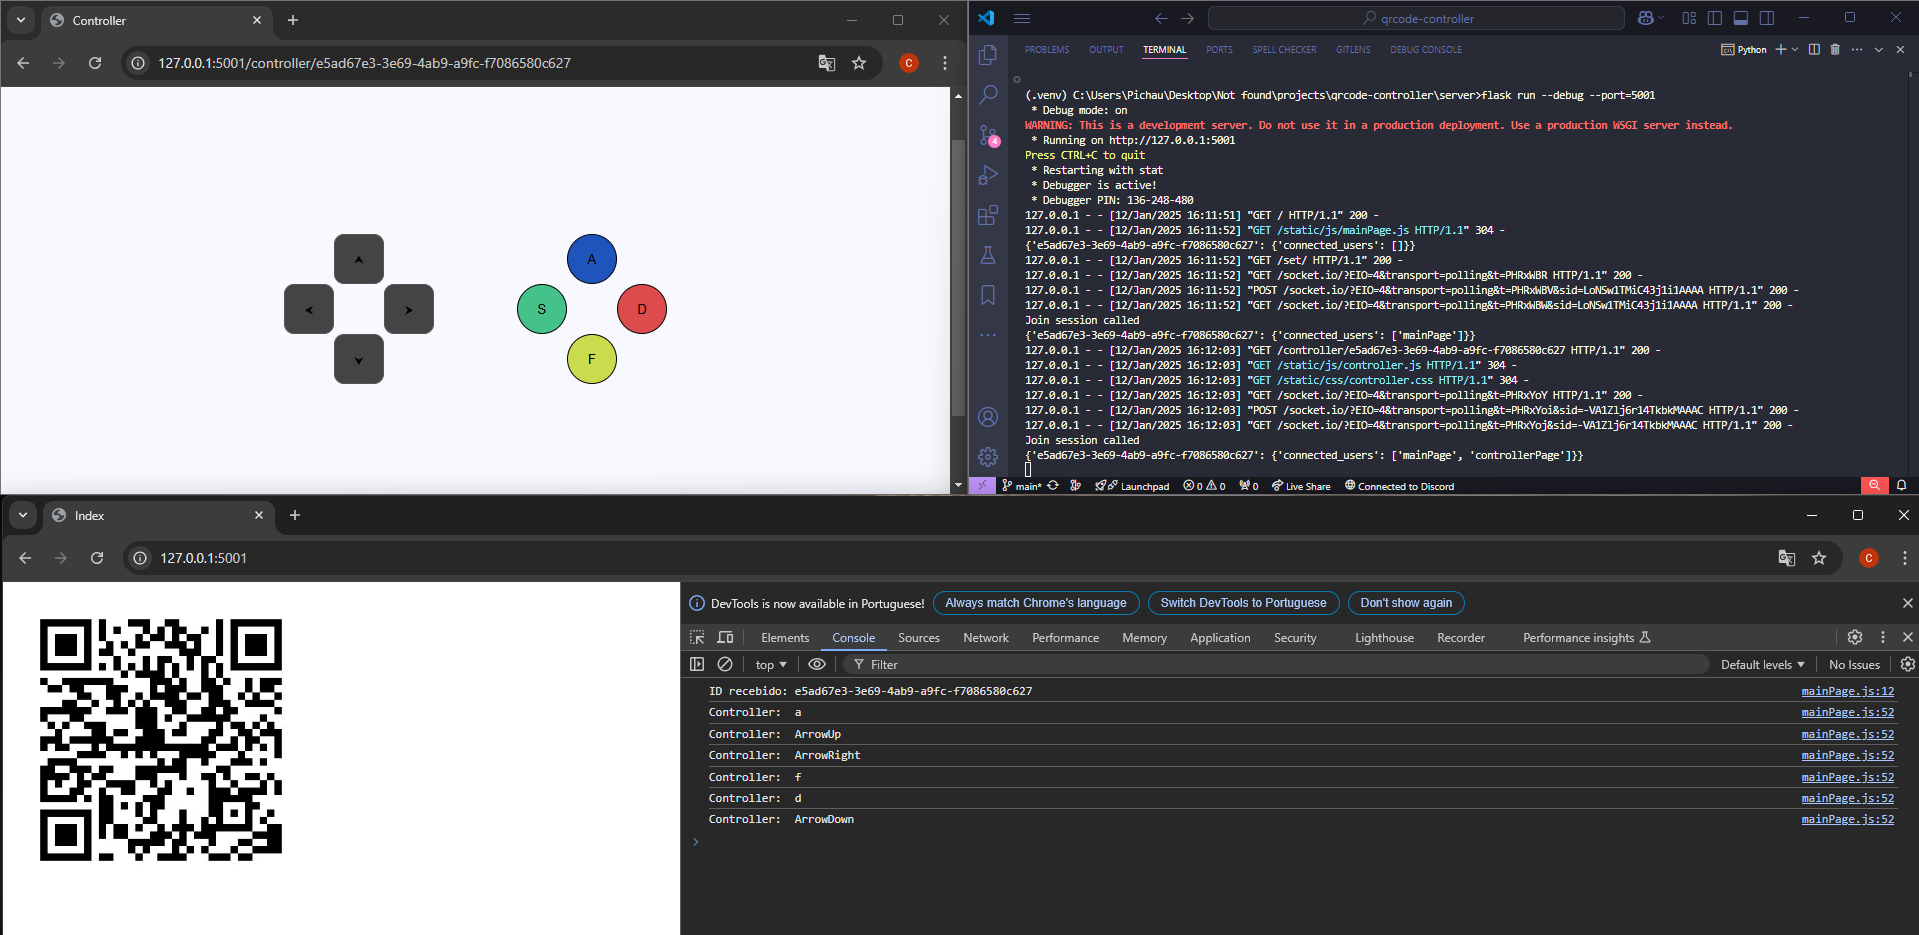 Controller
127.0.0.1:5001/controller/e5ad67e3-3e69-4ab9-a9fc-f7086580c627
C
A
S
D
F
qrcode-controller
PROBLEMS OUTPUT TERMINAL PORTS SPELL CHECKER GITLENS DEBUG CONSOLE
Python
4
(.venv) C:\Users\Pichau\Desktop\Not found\projects\qrcode-controller\server>flask run --debug --port=5001
* Debug mode: on
WARNING: This is a development server. Do not use it in a production deployment. Use a production WSGI server instead.
* Running on http://127.0.0.1:5001
Press CTRL+C to quit
* Restarting with stat
* Debugger is active!
* Debugger PIN: 136-248-480
127.0.0.1 - - [12/Jan/2025 16:11:51] "GET / HTTP/1.1" 200 -
127.0.0.1 - - [12/Jan/2025 16:11:52] "GET /static/js/mainPage.js HTTP/1.1" 304 -
{'e5ad67e3-3e69-4ab9-a9fc-f7086580c627': {'connected_users': []}}
127.0.0.1 - - [12/Jan/2025 16:11:52] "GET /set/ HTTP/1.1" 200 -
127.0.0.1 - - [12/Jan/2025 16:11:52] "GET /socket.io/?EIO=4&transport=polling&t=PHRxWBR HTTP/1.1" 200 -
127.0.0.1 - - [12/Jan/2025 16:11:52] "POST /socket.io/?EIO=4&transport=polling&t=PHRxWBV&sid=LoNSw1TMiC43j1i1AAAA HTTP/1.1" 200 -
127.0.0.1 - - [12/Jan/2025 16:11:52] "GET /socket.io/?EIO=4&transport=polling&t=PHRxWBW&sid=LoNSw1TMiC43j1i1AAAA HTTP/1.1" 200 -
Join session called
{'e5ad67e3-3e69-4ab9-a9fc-f7086580c627': {'connected_users': ['mainPage']}}
127.0.0.1 - - [12/Jan/2025 16:12:03] "GET /controller/e5ad67e3-3e69-4ab9-a9fc-f7086580c627 HTTP/1.1" 200 -
127.0.0.1 - - [12/Jan/2025 16:12:03] "GET /static/js/controller.js HTTP/1.1" 304 -
127.0.0.1 - - [12/Jan/2025 16:12:03] "GET /static/css/controller.css HTTP/1.1" 304 -
127.0.0.1 - - [12/Jan/2025 16:12:03] "GET /socket.io/?EIO=4&transport=polling&t=PHRxYoY HTTP/1.1" 200 -
127.0.0.1 - - [12/Jan/2025 16:12:03] "POST /socket.io/?EIO=4&transport=polling&t=PHRxYoi&sid=-VA1Zlj6r14TkbkMAAAC HTTP/1.1" 200 -
127.0.0.1 - - [12/Jan/2025 16:12:03] "GET /socket.io/?EIO=4&transport=polling&t=PHRxYoj&sid=-VA1Zlj6r14TkbkMAAAC HTTP/1.1" 200 -
Join session called
{'e5ad67e3-3e69-4ab9-a9fc-f7086580c627': {'connected_users': ['mainPage', 'controllerPage']}}
main* Launchpad 0 0 0 Live Share Connected to Discord
Index
127.0.0.1:5001
C
DevTools is now available in Portuguese! Always match Chrome's language Switch DevTools to Portuguese Don't show again
Elements Console Sources Network Performance Memory Application Security Lighthouse Recorder Performance insights
top Filter Default levels No Issues
ID recebido: e5ad67e3-3e69-4ab9-a9fc-f7086580c627 mainPage.js:12
Controller: a mainPage.js:52
Controller: ArrowUp mainPage.js:52
Controller: ArrowRight mainPage.js:52
Controller: f mainPage.js:52
Controller: d mainPage.js:52
Controller: ArrowDown mainPage.js:52